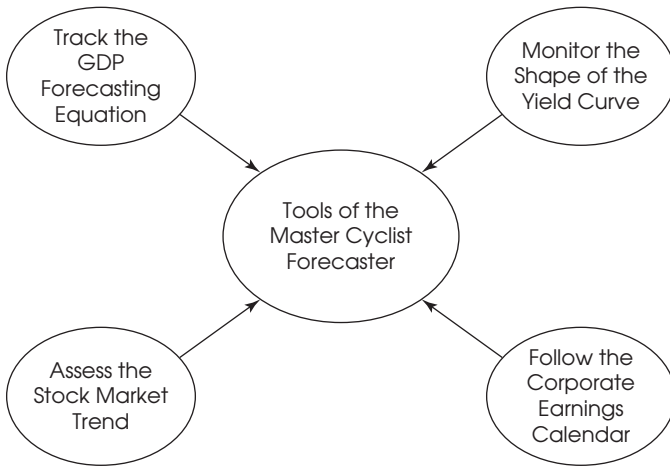 Track the
GDP
Forecasting
Equation
Monitor the
Shape of the
Yield Curve
Tools of the
Master Cyclist
Forecaster
Assess the
Stock Market
Trend
Follow the
Corporate
Earnings
Calendar